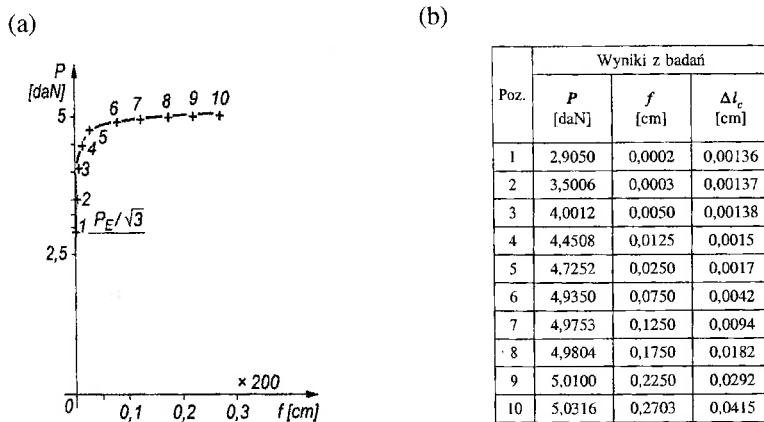 (a)
P
[daN]
5
2,5
0
1
2
3
4
5
6
7
8
9
10
P_E/√3
× 200
0,1
0,2
0,3
f [cm]
(b)
Poz.
Wyniki z badań
P [daN] f [cm] Δl_c [cm]
1 2,9050 0,0002 0,00136
2 3,5006 0,0003 0,00137
3 4,0012 0,0050 0,00138
4 4,4508 0,0125 0,0015
5 4,7252 0,0250 0,0017
6 4,9350 0,0750 0,0042
7 4,9753 0,1250 0,0094
8 4,9804 0,1750 0,0182
9 5,0100 0,2250 0,0292
10 5,0316 0,2703 0,0415